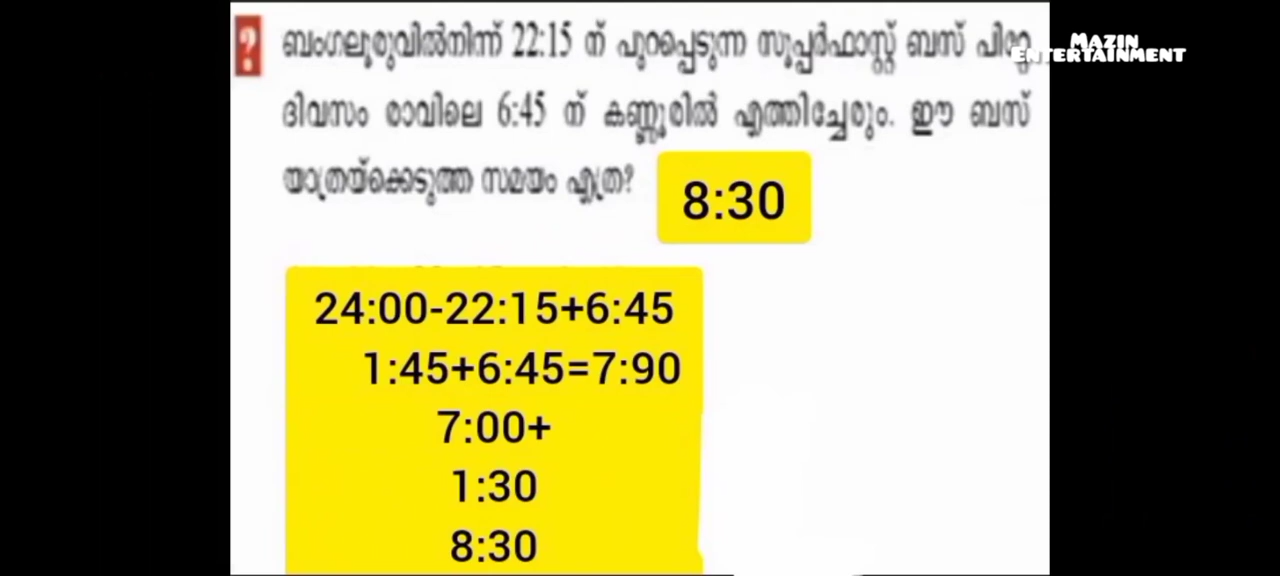 ? ബംഗലൂരുവിൽനിന്ന് 22:15 ന് പുറപ്പെടുന്ന സൂപ്പർഫാസ്റ്റ് ബസ് പിറ്റേ
MAZIN
ENTERTAINMENT
ദിവസം രാവിലെ 6:45 ന് കണ്ണൂരിൽ എത്തിച്ചേരും. ഈ ബസ്
യാത്രയ്ക്കെടുത്ത സമയം എത്ര?
8:30
24:00-22:15+6:45
1:45+6:45=7:90
7:00+
1:30
8:30